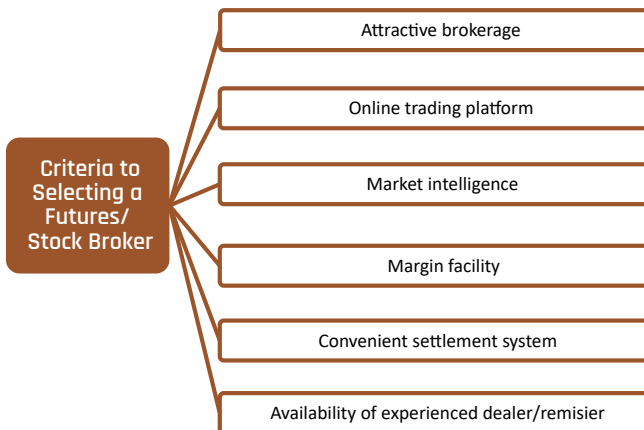 Criteria to
Selecting a
Futures/
Stock Broker
Attractive brokerage
Online trading platform
Market intelligence
Margin facility
Convenient settlement system
Availability of experienced dealer/remisier